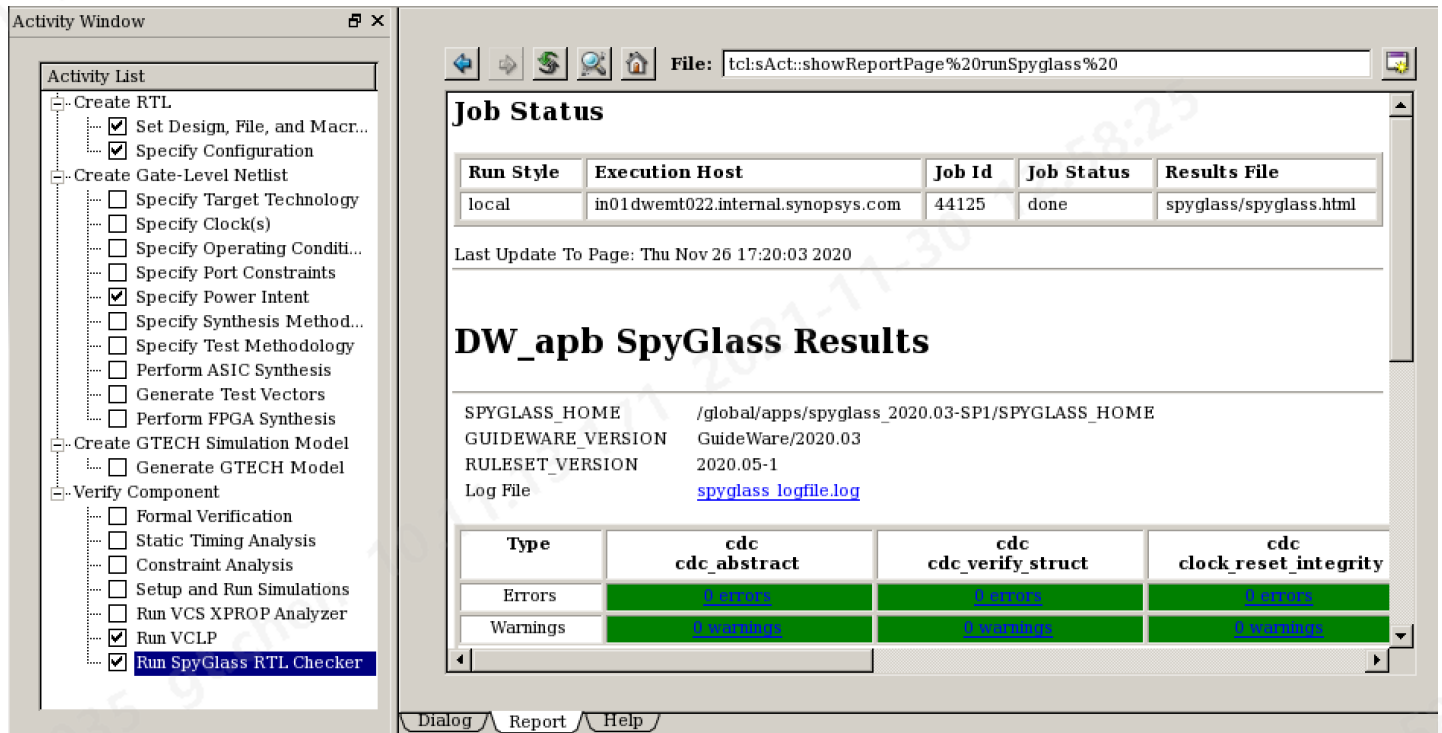 Activity Window
Activity List
Create RTL
Set Design, File, and Macr...
Specify Configuration
Create Gate-Level Netlist
Specify Target Technology
Specify Clock(s)
Specify Operating Conditi...
Specify Port Constraints
Specify Power Intent
Specify Synthesis Method...
Specify Test Methodology
Perform ASIC Synthesis
Generate Test Vectors
Perform FPGA Synthesis
Create GTECH Simulation Model
Generate GTECH Model
Verify Component
Formal Verification
Static Timing Analysis
Constraint Analysis
Setup and Run Simulations
Run VCS XPROP Analyzer
Run VCLP
Run SpyGlass RTL Checker
File: tcl:sAct::showReportPage%20runSpyglass%20
Job Status
Run Style Execution Host Job Id Job Status Results File
local in01dwemt022.internal.synopsys.com 44125 done spyglass/spyglass.html
Last Update To Page: Thu Nov 26 17:20:03 2020
DW_apb SpyGlass Results
SPYGLASS_HOME /global/apps/spyglass_2020.03-SP1/SPYGLASS_HOME
GUIDEWARE_VERSION GuideWare/2020.03
RULESET_VERSION 2020.05-1
Log File spyglass_logfile.log
Type cdc cdc cdc
cdc_abstract cdc_verify_struct clock_reset_integrity
Errors 0 errors 0 errors 0 errors
Warnings 0 warnings 0 warnings 0 warnings
Dialog Report Help